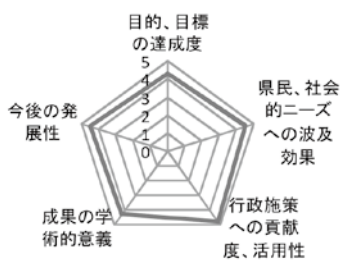 目的、目標
の達成度
5
4
3
2
1
0
県民、社会
的ニーズ
への波及
効果
行政施策
への貢献
度、活用性
成果の学
術的意義
今後の発
展性